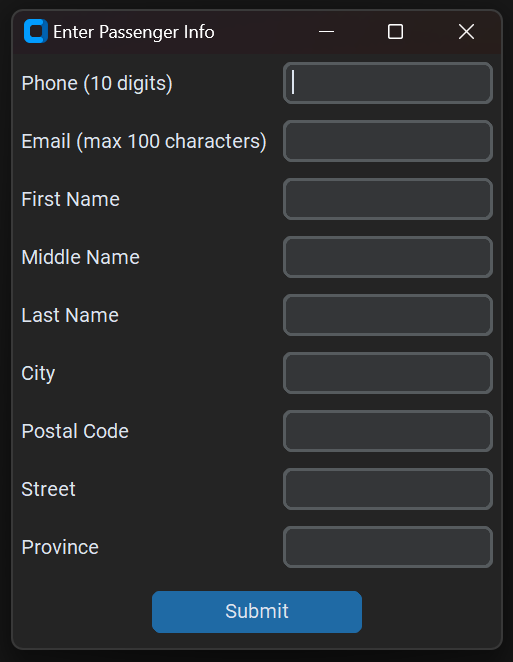 Enter Passenger Info
Phone (10 digits)
Email (max 100 characters)
First Name
Middle Name
Last Name
City
Postal Code
Street
Province
Submit